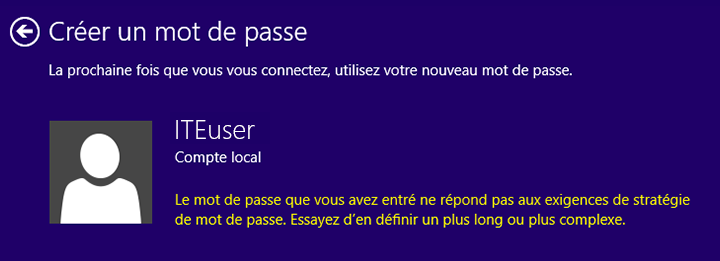 Créer un mot de passe
La prochaine fois que vous vous connectez, utilisez votre nouveau mot de passe.
ITEuser
Compte local
Le mot de passe que vous avez entré ne répond pas aux exigences de stratégie
de mot de passe. Essayez d’en définir un plus long ou plus complexe.